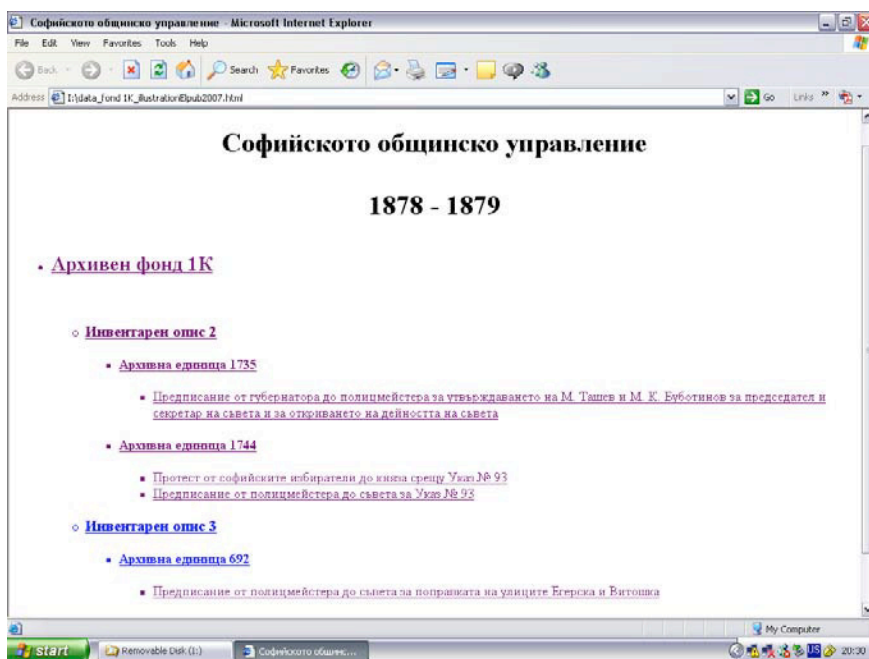 Софийското общинско управление - Microsoft Internet Explorer
File Edit View Favorites Tools Help
Back Search Favorites
Address I:\data_fond 1K_illustrationElpub2007.html Go Links »
Софийското общинско управление
1878 - 1879
Архивен фонд 1К
Инвентарен опис 2
Архивна единица 1735
Предписание от губернатора до полицмейстера за утвърждаването на М. Ташев и М. К. Буботинов за председател и
секретар на съвета и за откриването на дейността на съвета
Архивна единица 1744
Протест от софийските избиратели до княза срещу Указ № 93
Предписание от полицмейстера до съвета за Указ № 93
Инвентарен опис 3
Архивна единица 692
Предписание от полицмейстера до съвета за поправката на улиците Егерска и Витошка
My Computer
start Removable Disk (I:) Софийското общинс... US 20:30